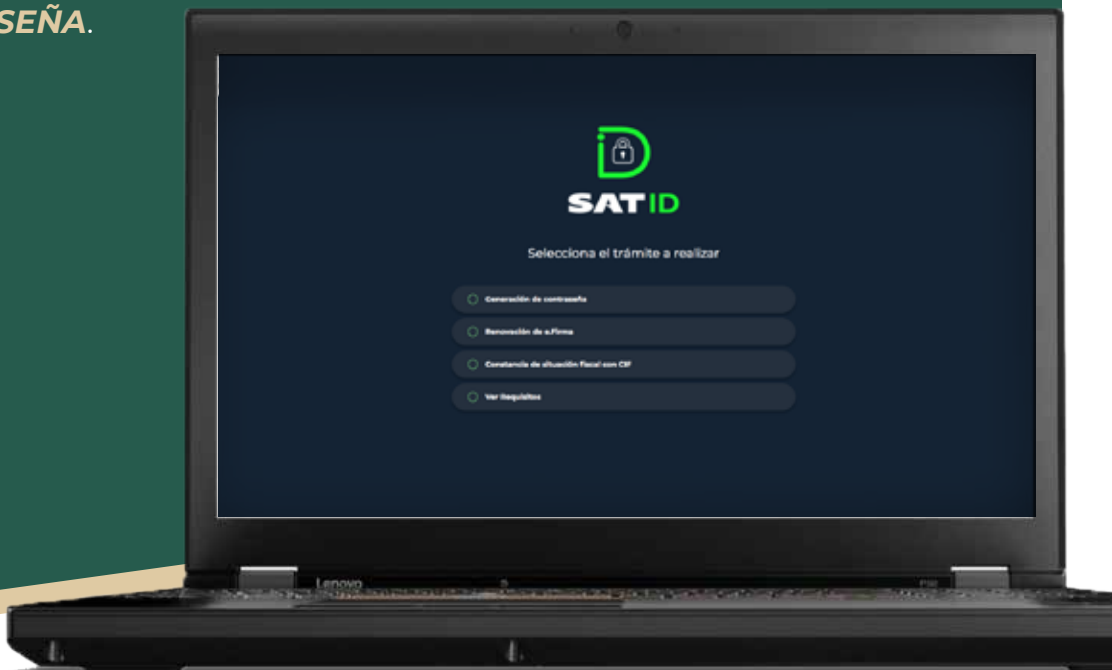 SEÑA.
SAT ID
Selecciona el trámite a realizar
Generación de contraseña
Renovación de e.Firma
Constancia de situación fiscal con CIF
Ver Requisitos
Lenovo